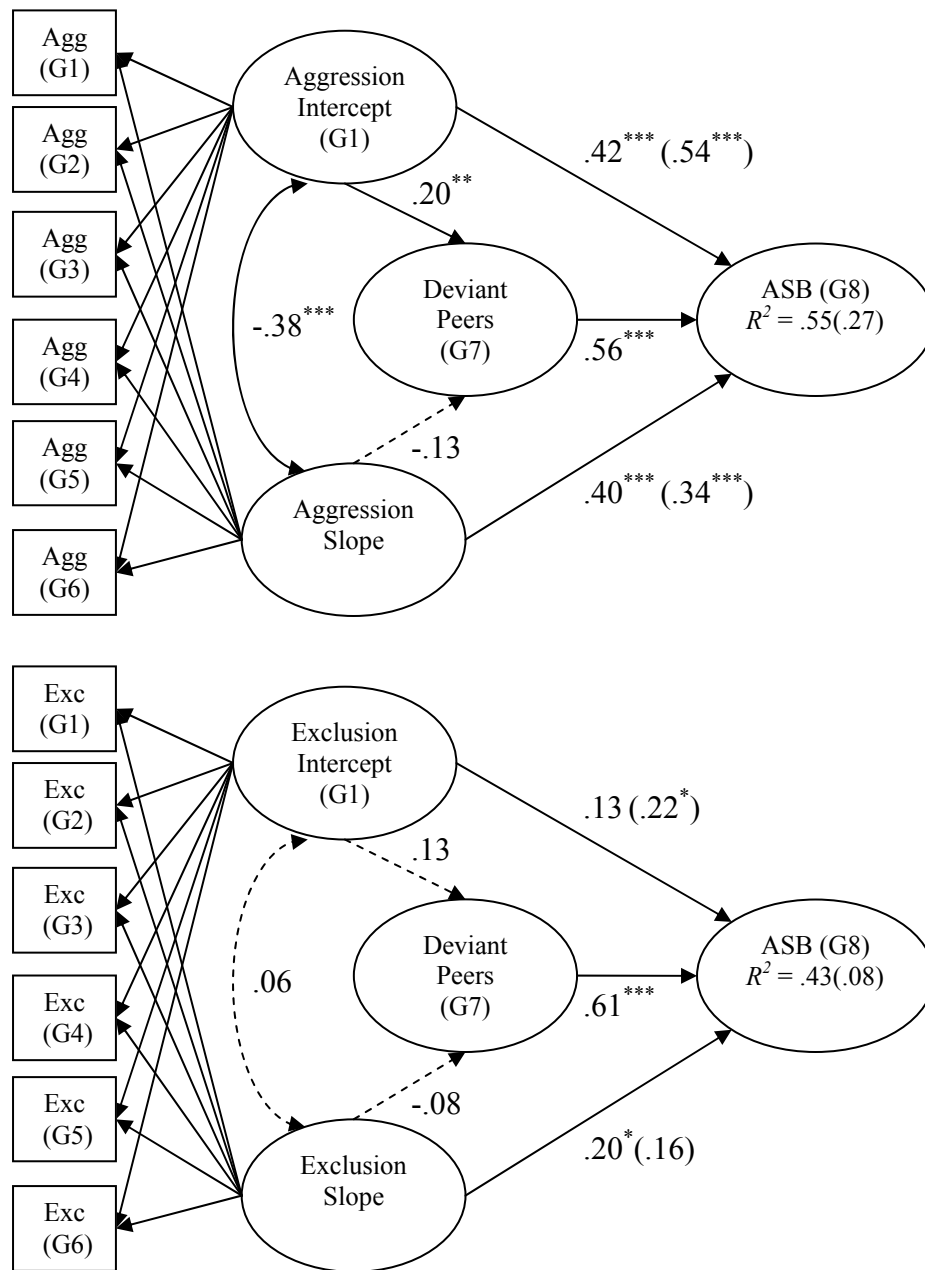 Agg
(G1)
Agg
(G2)
Agg
(G3)
Agg
(G4)
Agg
(G5)
Agg
(G6)
Aggression
Intercept
(G1)
.42*** (.54***)
.20**
-.38***
Deviant
Peers
(G7)
.56***
ASB (G8)
R² = .55(.27)
-.13
Aggression
Slope
.40*** (.34***)
Exc
(G1)
Exc
(G2)
Exc
(G3)
Exc
(G4)
Exc
(G5)
Exc
(G6)
Exclusion
Intercept
(G1)
.13 (.22*)
.13
.06
Deviant
Peers
(G7)
.61***
ASB (G8)
R² = .43(.08)
-.08
Exclusion
Slope
.20* (.16)